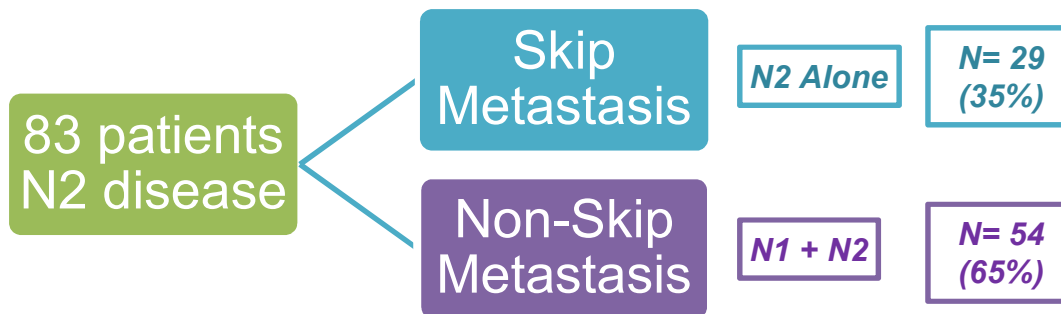 83 patients
N2 disease
Skip
Metastasis
N2 Alone
N= 29
(35%)
Non-Skip
Metastasis
N1 + N2
N= 54
(65%)